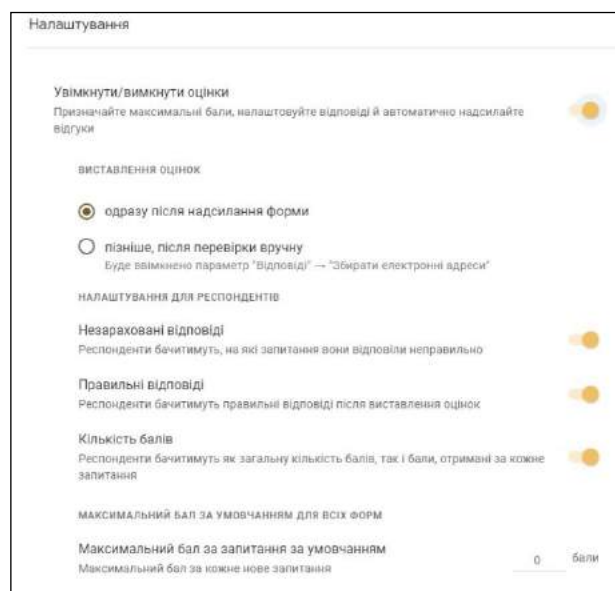 Налаштування
Увімкнути/вимкнути оцінки
Призначайте максимальні бали, налаштовуйте відповіді й автоматично надсилайте
відгуки
ВИСТАВЛЕННЯ ОЦІНОК
одразу після надсилання форми
пізніше, після перевірки вручну
Буде ввімкнено параметр "Відповіді" → "Збирати електронні адреси"
НАЛАШТУВАННЯ ДЛЯ РЕСПОНДЕНТІВ
Незараховані відповіді
Респонденти бачитимуть, на які запитання вони відповіли неправильно
Правильні відповіді
Респонденти бачитимуть правильні відповіді після виставлення оцінок
Кількість балів
Респонденти бачитимуть як загальну кількість балів, так і бали, отримані за кожне
запитання
МАКСИМАЛЬНИЙ БАЛ ЗА УМОВЧАННЯМ ДЛЯ ВСІХ ФОРМ
Максимальний бал за запитання за умовчанням 0 бали
Максимальний бал за кожне нове запитання